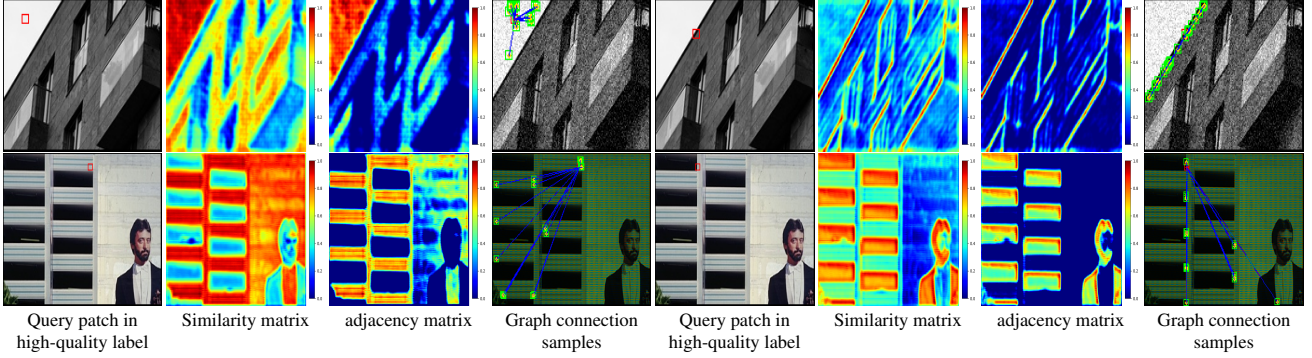 Query patch in
high-quality label
Similarity matrix
adjacency matrix
Graph connection
samples
Query patch in
high-quality label
Similarity matrix
adjacency matrix
Graph connection
samples